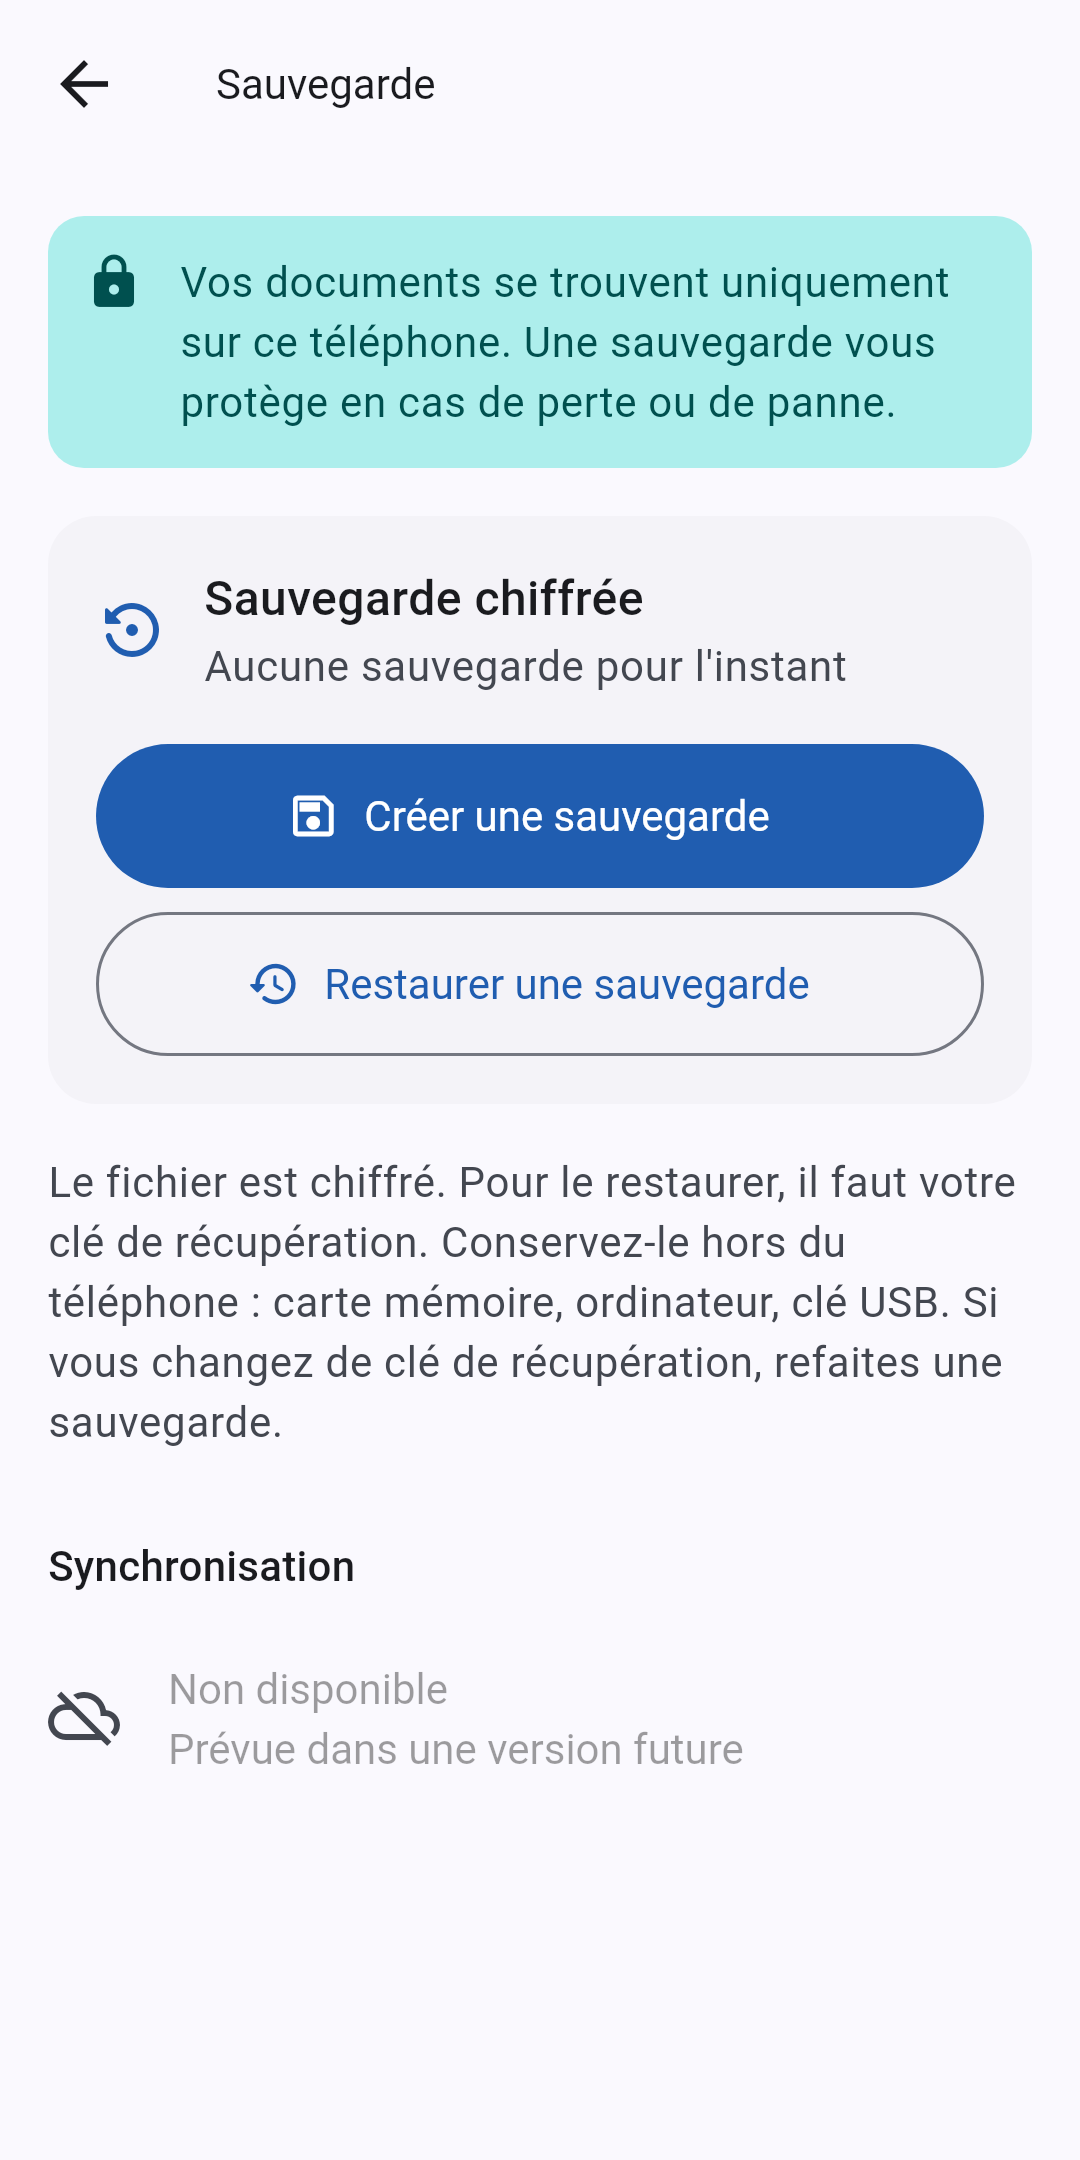 Sauvegarde
Vos documents se trouvent uniquement
sur ce téléphone. Une sauvegarde vous
protège en cas de perte ou de panne.
Sauvegarde chiffrée
Aucune sauvegarde pour l'instant
Créer une sauvegarde
Restaurer une sauvegarde
Le fichier est chiffré. Pour le restaurer, il faut votre
clé de récupération. Conservez-le hors du
téléphone : carte mémoire, ordinateur, clé USB. Si
vous changez de clé de récupération, refaites une
sauvegarde.
Synchronisation
Non disponible
Prévue dans une version future